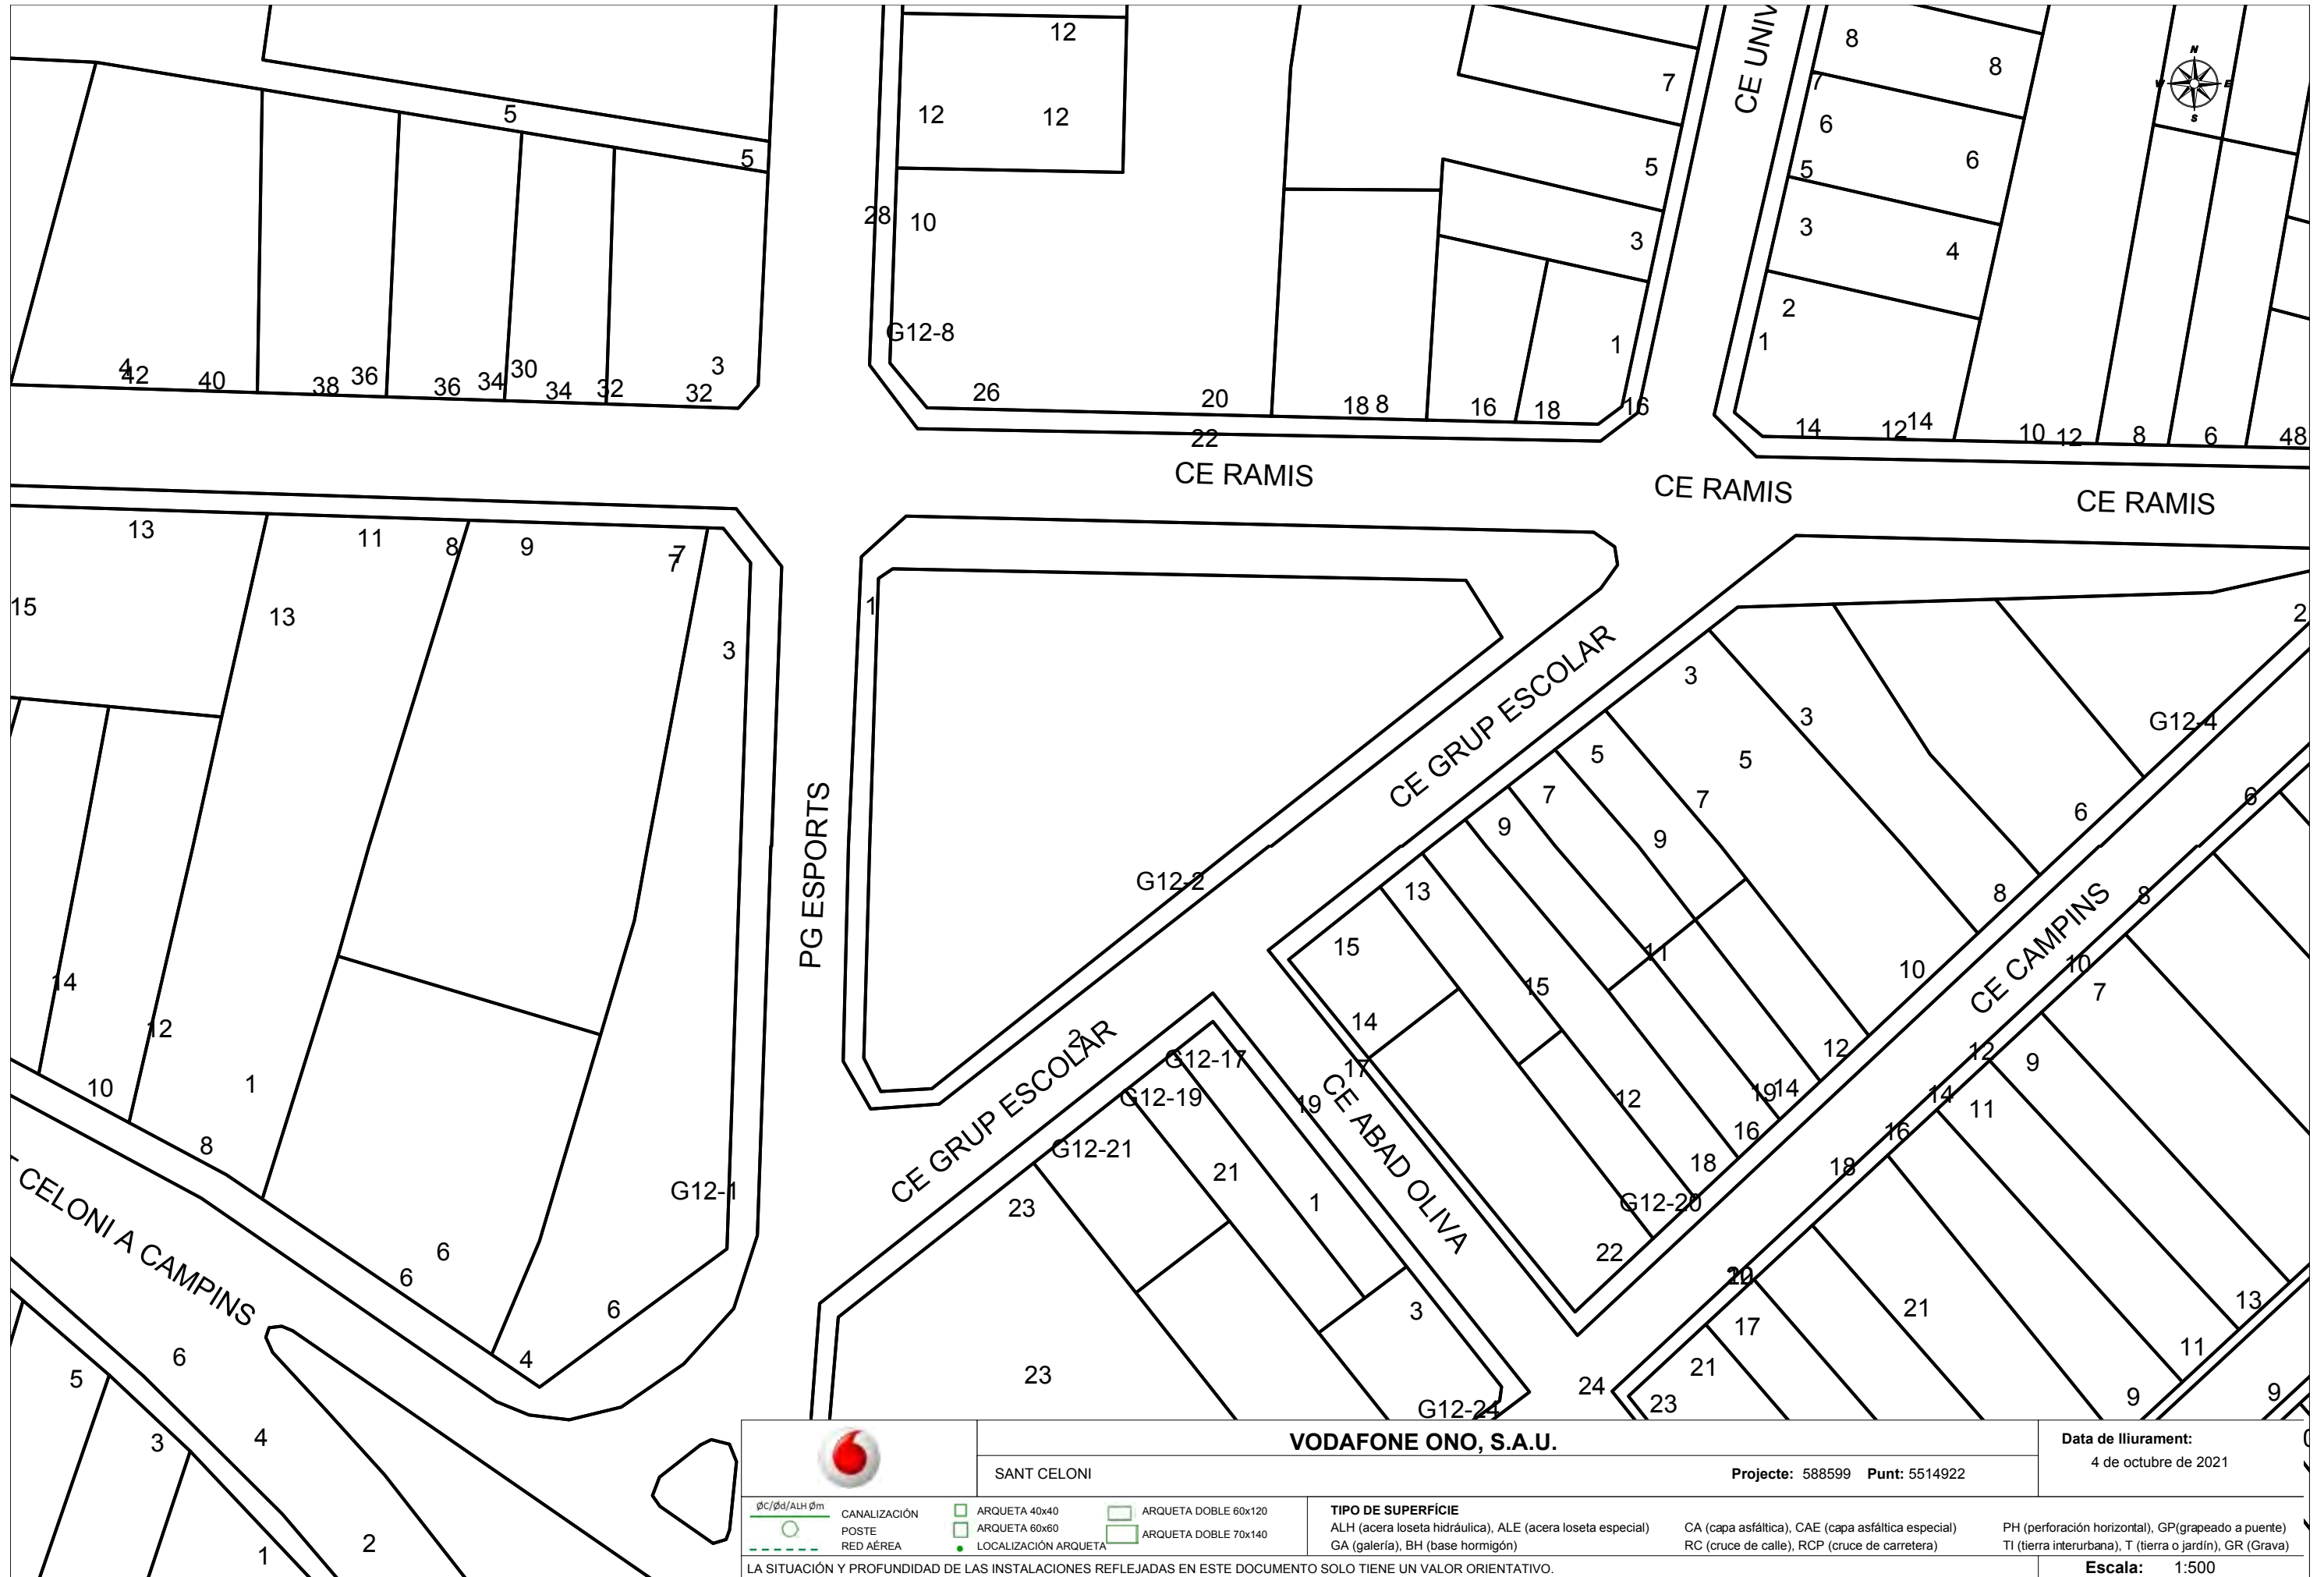 12
CE UNIV
8
8
N
W
E
S
7
7
5
12
12
6
5
5
6
5
28
10
3
3
4
G12-8
2
1
1
3
4
42
40
38
36
36
34
30
34
32
32
26
20
18
8
16
18
16
22
14
12
14
10
12
8
6
48
CE RAMIS
CE RAMIS
CE RAMIS
13
11
8
9
7
7
15
13
1
2
3
CE GRUP ESCOLAR
3
3
G12-4
5
5
7
7
6
6
PG ESPORTS
9
9
G12-2
13
8
8
CE CAMPINS
15
11
10
10
14
15
7
12
14
2
12
12
9
G12-17
17
10
1
CE GRUP ESCOLAR
G12-19
19
CE ABAD OLIVA
12
19
14
14
11
8
G12-21
16
16
21
18
18
T CELONI A CAMPINS
G12-1
23
1
G12-20
6
22
6
20
6
3
21
13
17
6
4
11
5
23
21
24
23
9
9
G12-24
4
3
2
1
VODAFONE ONO, S.A.U.
SANT CELONI
Projecte: 588599 Punt: 5514922
Data de lliurament:
4 de octubre de 2021
ØC/Ød/ALH Øm
CANALIZACIÓN
POSTE
RED AÉREA
ARQUETA 40x40
ARQUETA 60x60
LOCALIZACIÓN ARQUETA
ARQUETA DOBLE 60x120
ARQUETA DOBLE 70x140
TIPO DE SUPERFÍCIE
ALH (acera loseta hidráulica), ALE (acera loseta especial)
GA (galería), BH (base hormigón)
CA (capa asfáltica), CAE (capa asfáltica especial)
RC (cruce de calle), RCP (cruce de carretera)
PH (perforación horizontal), GP(grapeado a puente)
TI (tierra interurbana), T (tierra o jardín), GR (Grava)
LA SITUACIÓN Y PROFUNDIDAD DE LAS INSTALACIONES REFLEJADAS EN ESTE DOCUMENTO SOLO TIENE UN VALOR ORIENTATIVO.
Escala: 1:500